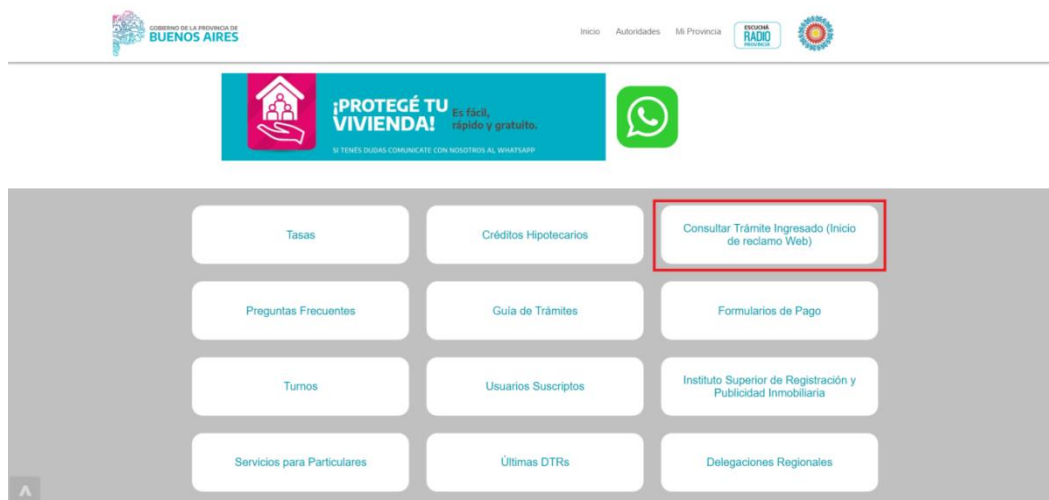 GOBIERNO DE LA PROVINCIA DE
BUENOS AIRES
Inicio Autoridades Mi Provincia
ESCUCHÁ
RADIO
PROVINCIA
¡PROTEGÉ TU
VIVIENDA!
Es fácil,
rápido y gratuito.
SI TENÉS DUDAS COMUNICATE CON NOSOTROS AL WHATSAPP
Tasas
Créditos Hipotecarios
Consultar Trámite Ingresado (Inicio
de reclamo Web)
Preguntas Frecuentes
Guía de Trámites
Formularios de Pago
Turnos
Usuarios Suscriptos
Instituto Superior de Registración y
Publicidad Inmobiliaria
Servicios para Particulares
Últimas DTRs
Delegaciones Regionales